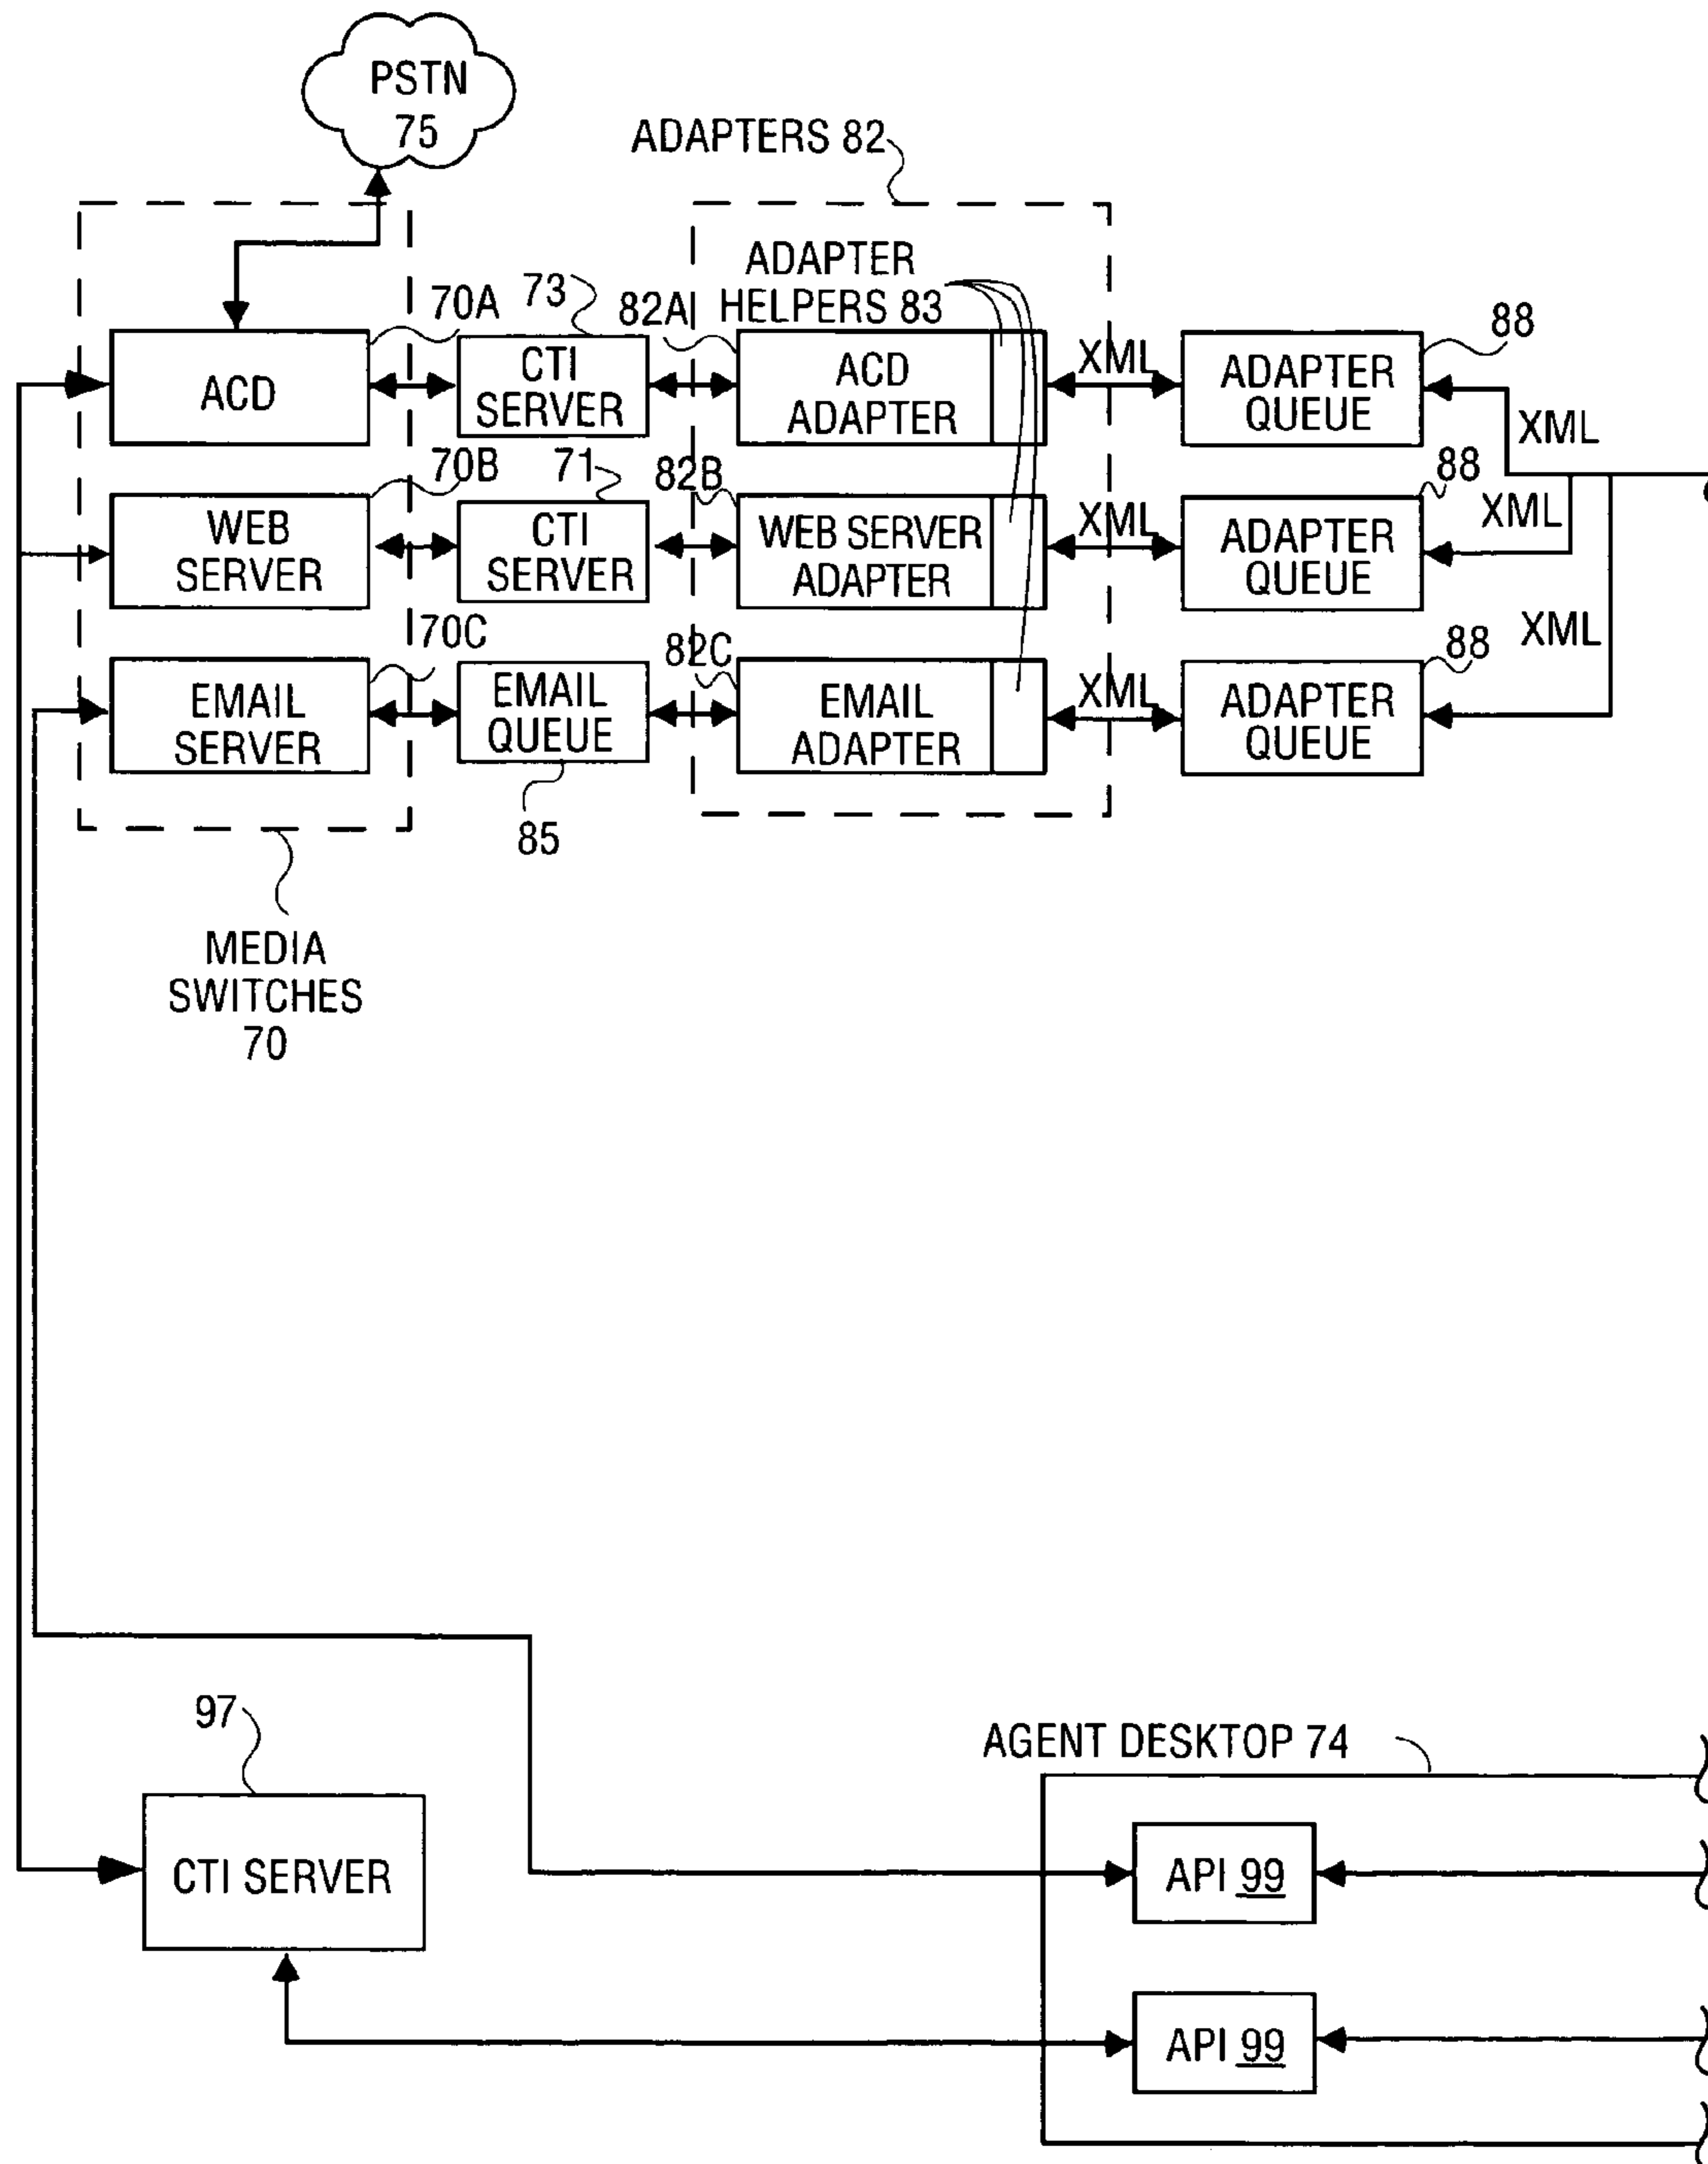 PSTN
75
ADAPTERS 82
ADAPTER
HELPERS 83
70A
73
82A
88
ACD
CTI
SERVER
ACD
ADAPTER
XML
ADAPTER
QUEUE
XML
70B
71
82B
88
WEB
SERVER
CTI
SERVER
WEB SERVER
ADAPTER
XML
ADAPTER
QUEUE
XML
70C
82C
88
XML
EMAIL
SERVER
EMAIL
QUEUE
EMAIL
ADAPTER
XML
ADAPTER
QUEUE
85
MEDIA
SWITCHES
70
97
AGENT DESKTOP 74
CTI SERVER
API 99
API 99